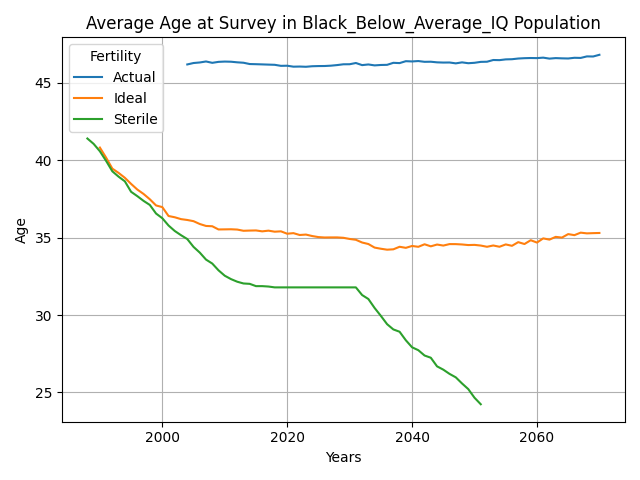 Average Age at Survey in Black_Below_Average_IQ Population
Fertility
Actual
Ideal
Sterile
Age
45
40
35
30
25
2000
2020
2040
2060
Years